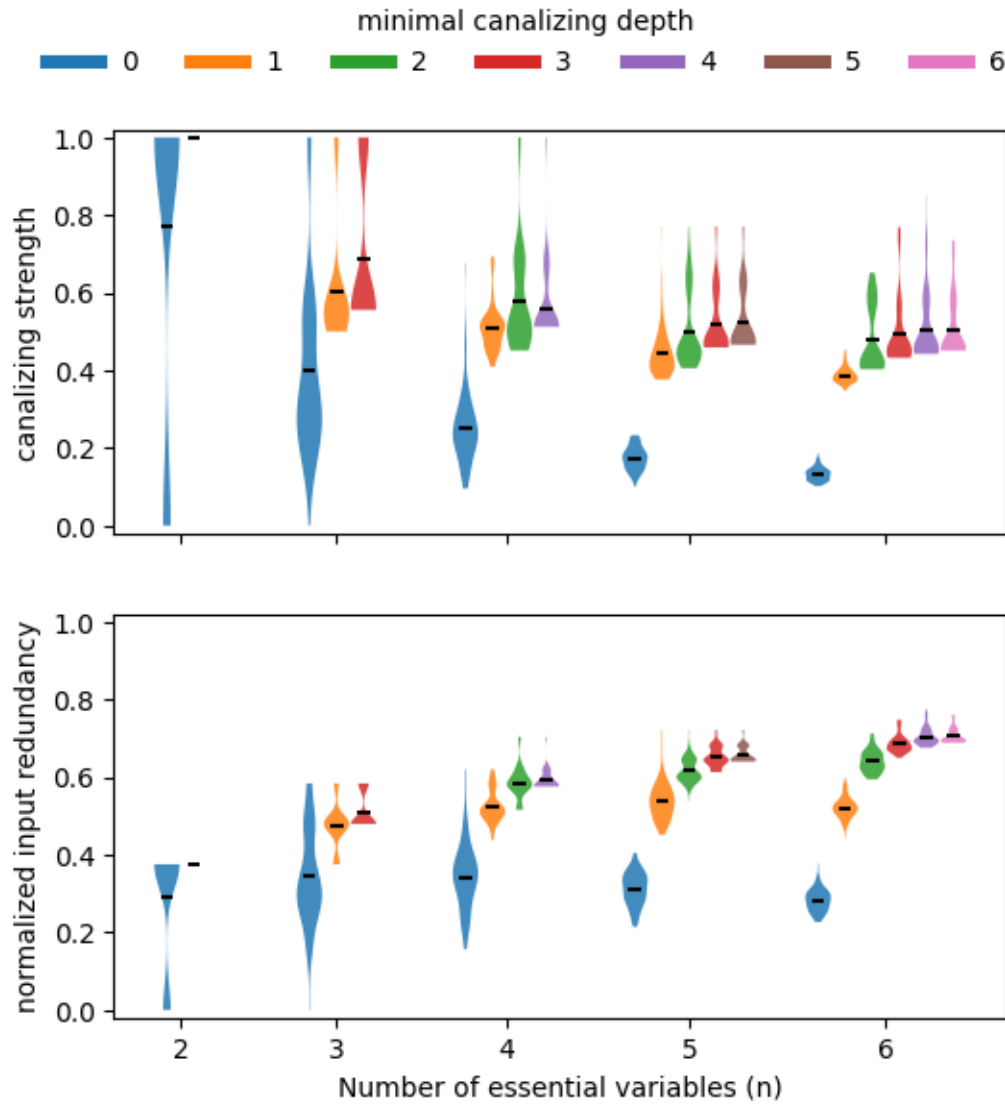 minimal canalizing depth
0 1 2 3 4 5 6
canalizing strength
1.0
0.8
0.6
0.4
0.2
0.0
normalized input redundancy
1.0
0.8
0.6
0.4
0.2
0.0
2 3 4 5 6
Number of essential variables (n)